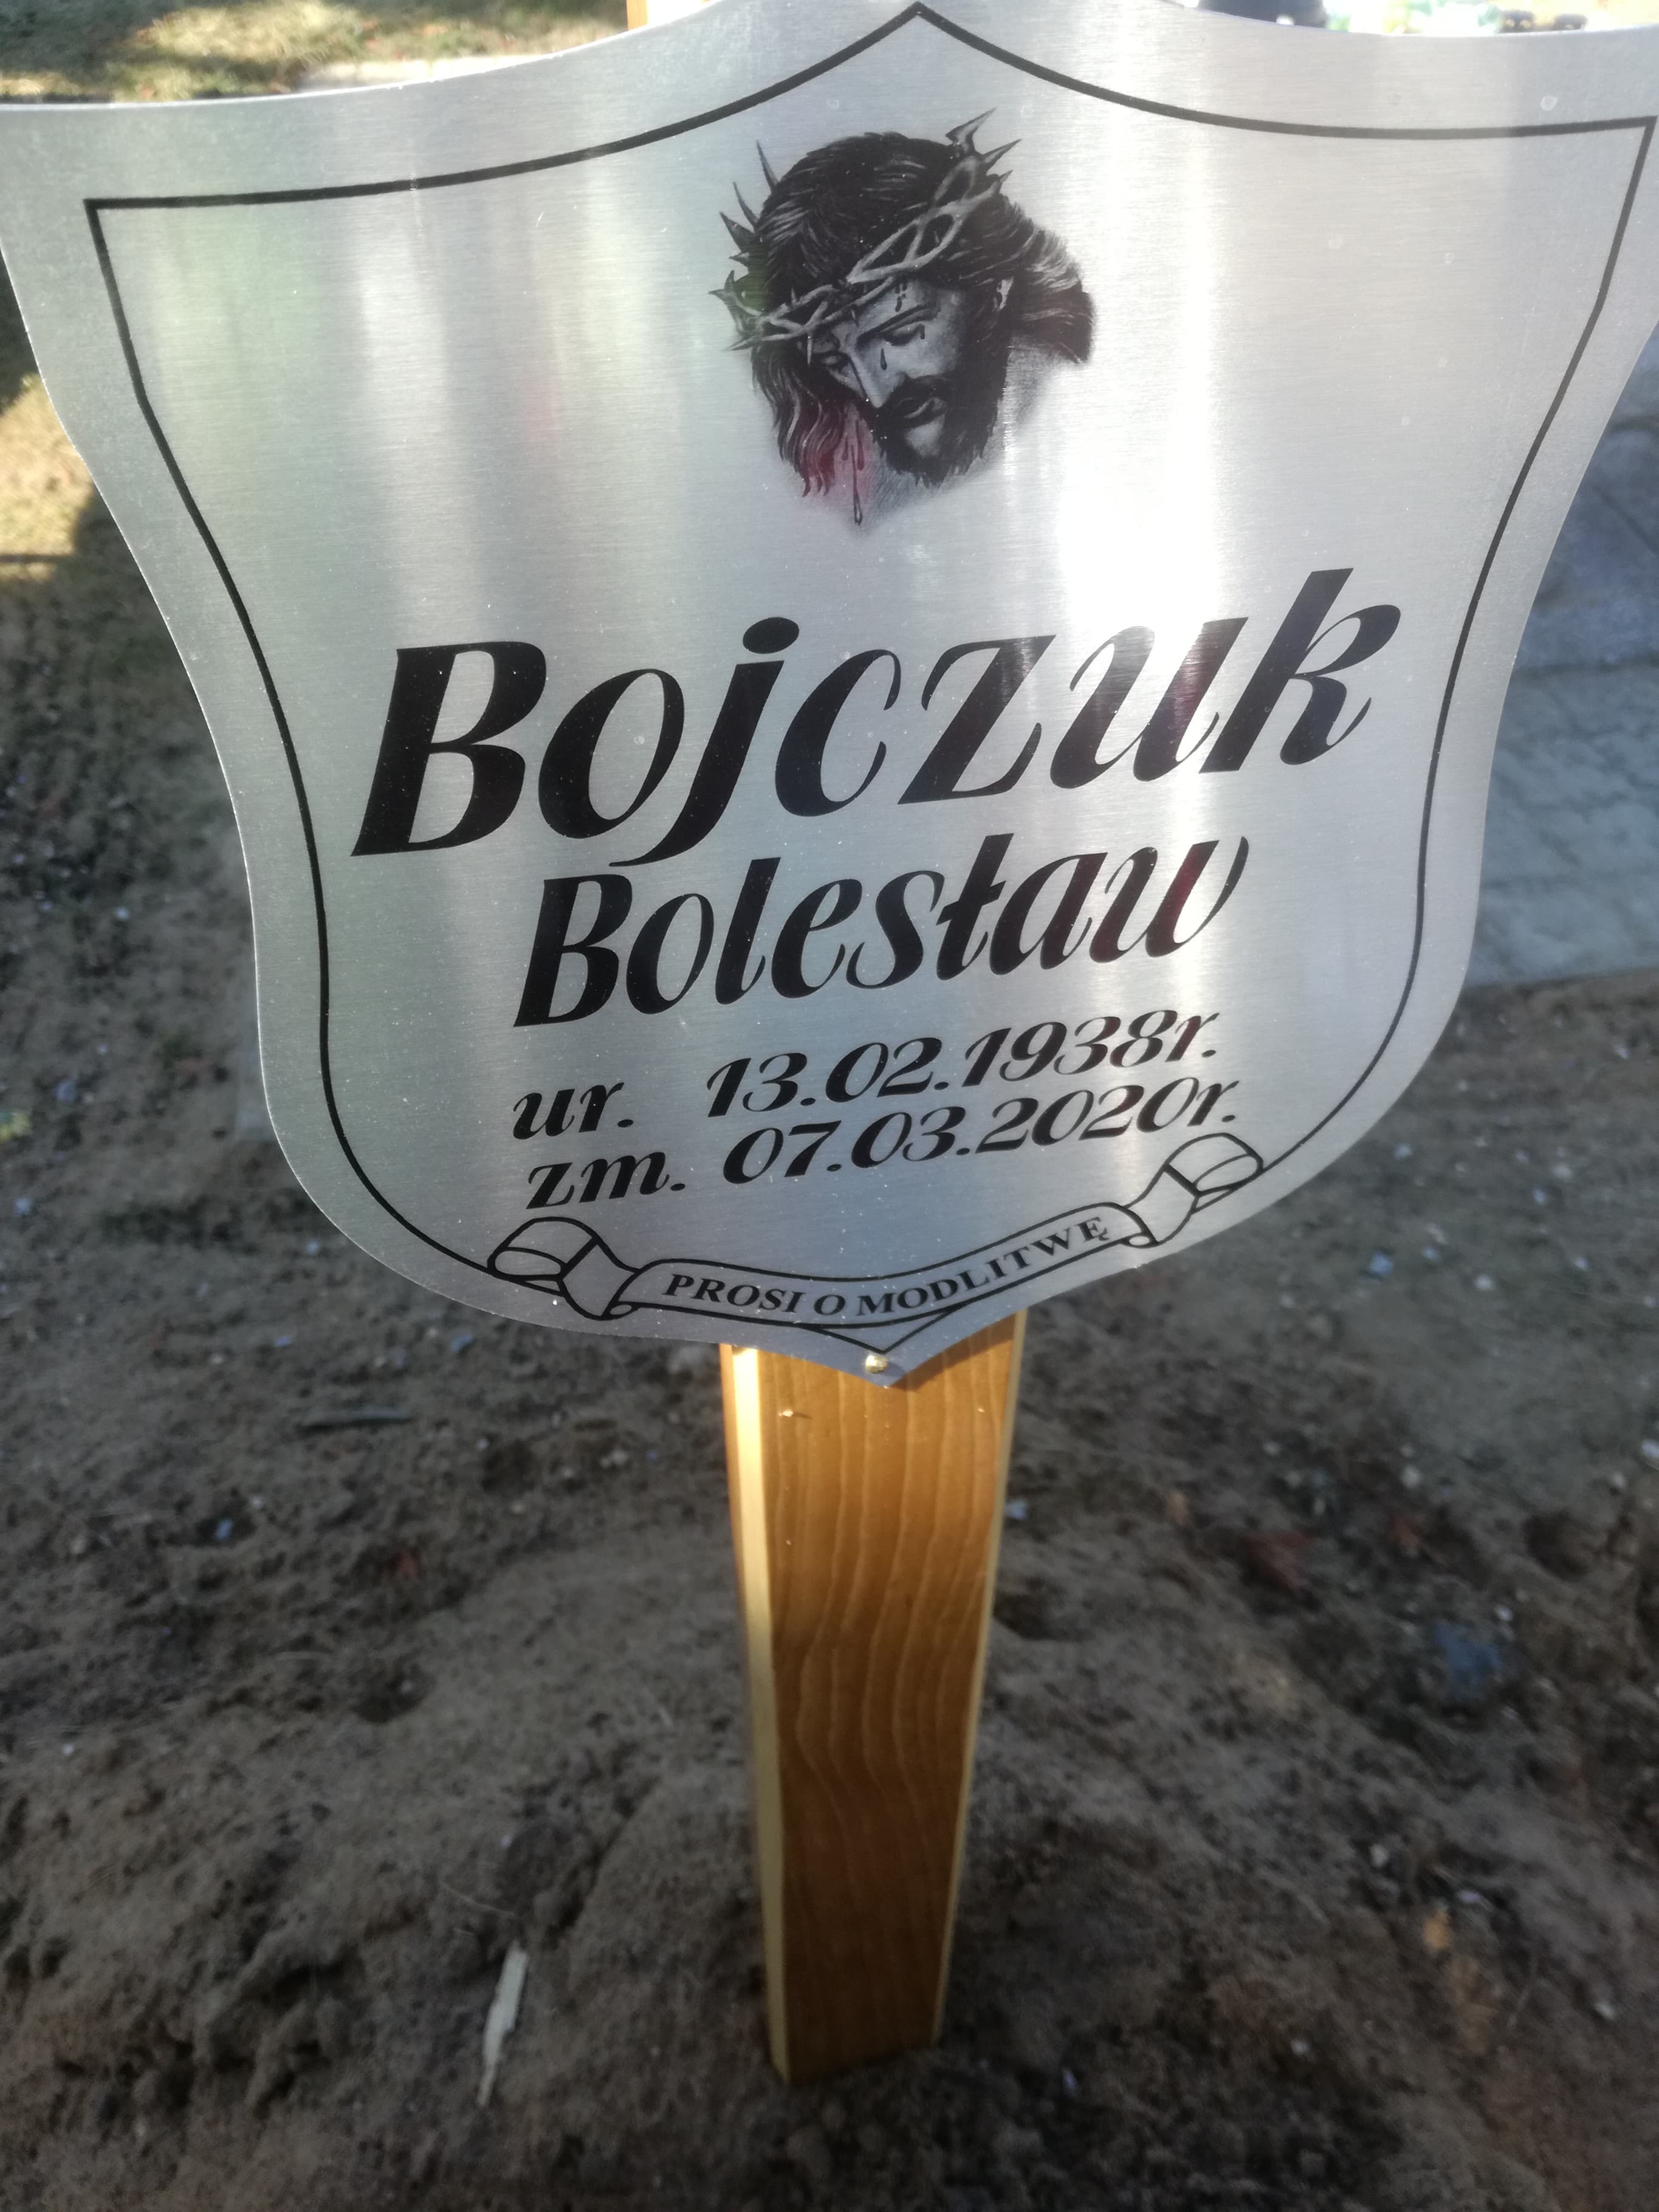 Bojczuk
Bolesław
ur. 13.02.1938r.
zm. 07.03.2020r.
PROSI O MODLITWĘ